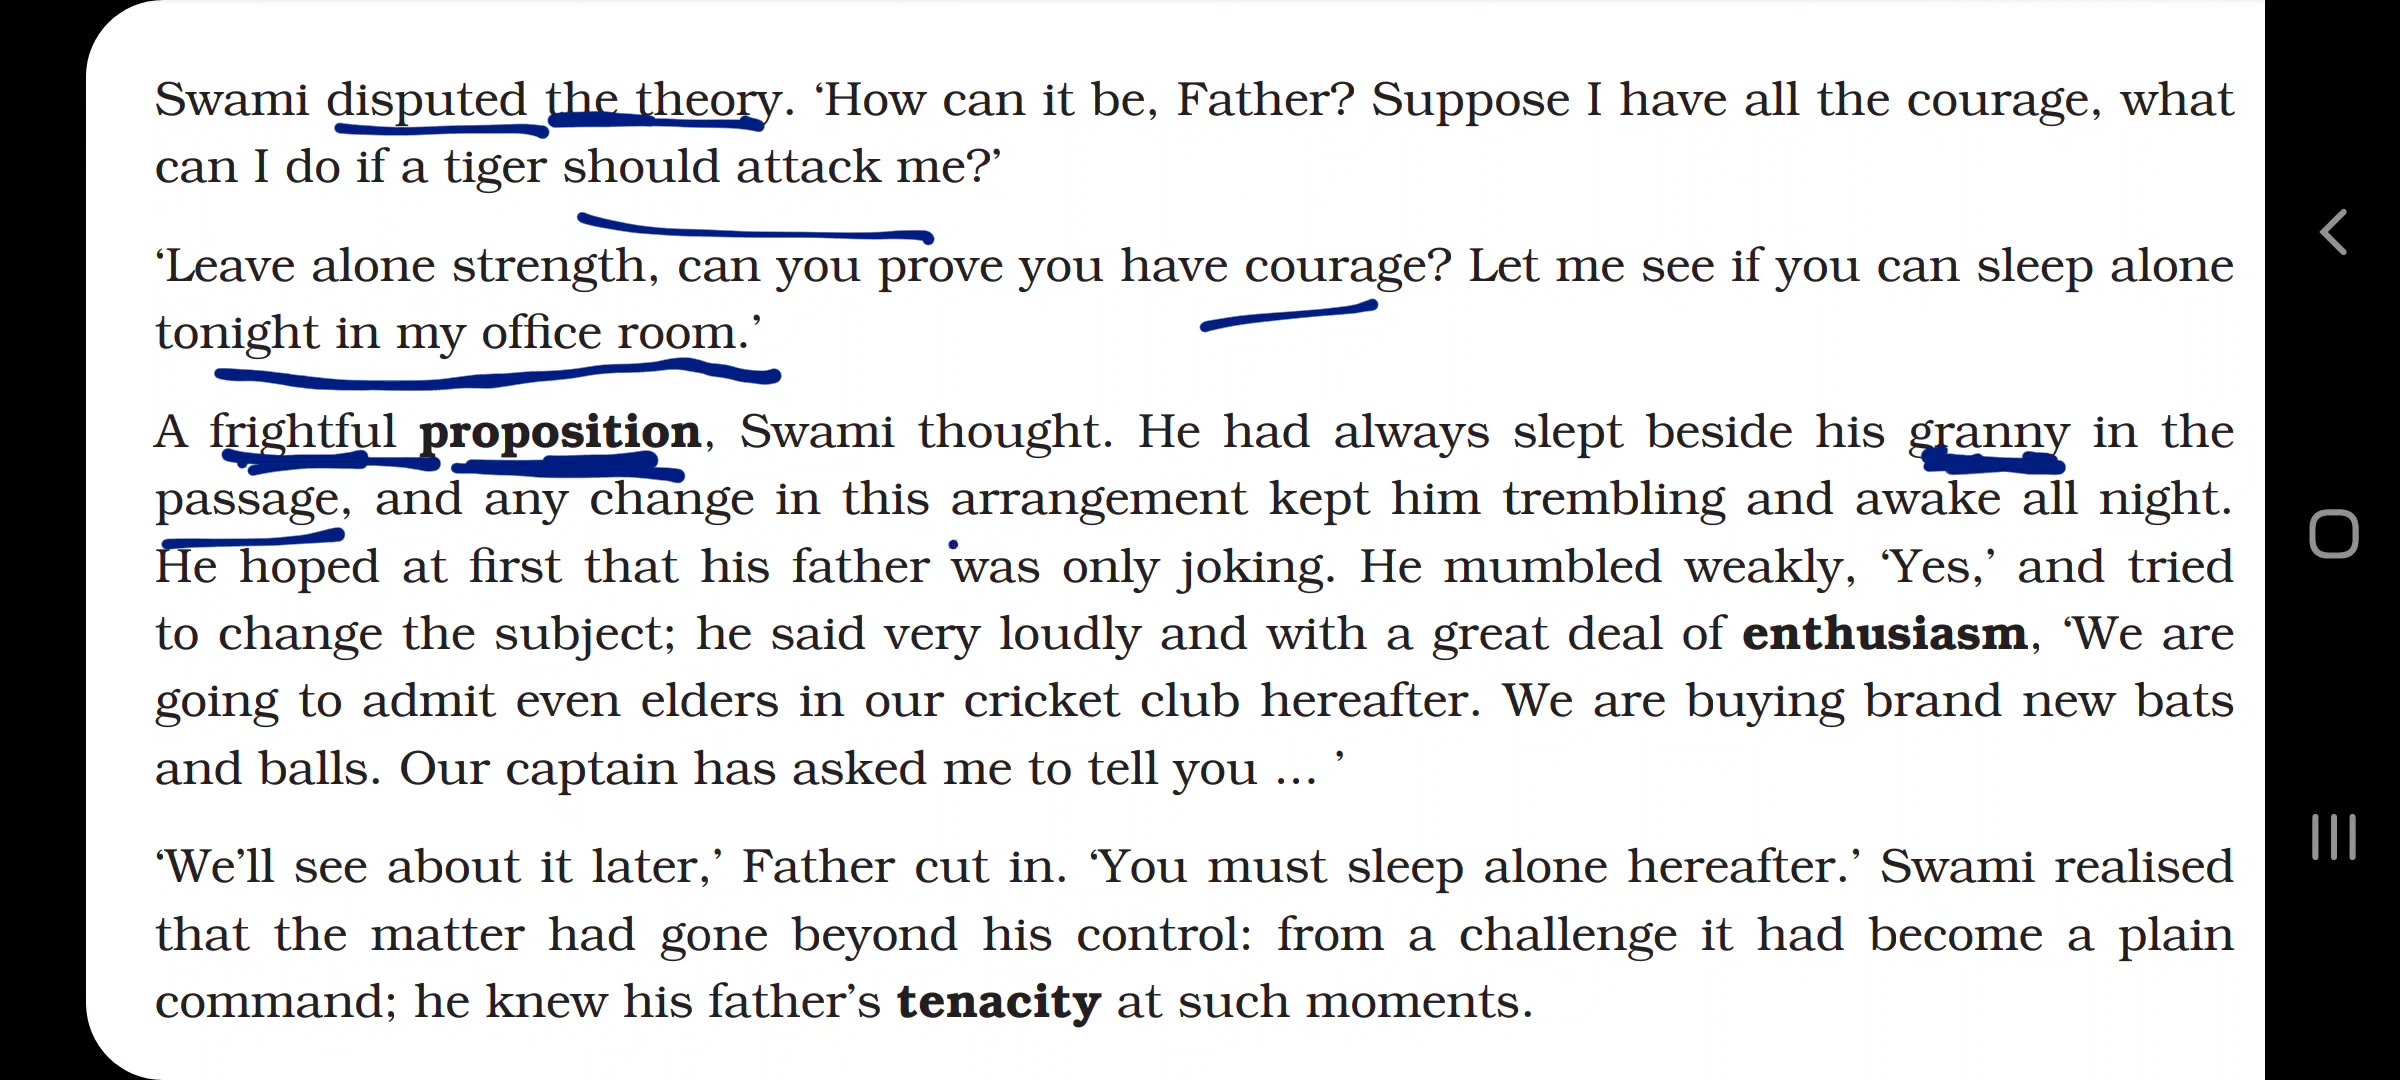 Swami disputed the theory. ‘How can it be, Father? Suppose I have all the courage, what
can I do if a tiger should attack me?’
‘Leave alone strength, can you prove you have courage? Let me see if you can sleep alone
tonight in my office room.’
A frightful proposition, Swami thought. He had always slept beside his granny in the
passage, and any change in this arrangement kept him trembling and awake all night.
He hoped at first that his father was only joking. He mumbled weakly, ‘Yes,’ and tried
to change the subject; he said very loudly and with a great deal of enthusiasm, ‘We are
going to admit even elders in our cricket club hereafter. We are buying brand new bats
and balls. Our captain has asked me to tell you ... ’
‘We’ll see about it later,’ Father cut in. ‘You must sleep alone hereafter.’ Swami realised
that the matter had gone beyond his control: from a challenge it had become a plain
command; he knew his father’s tenacity at such moments.